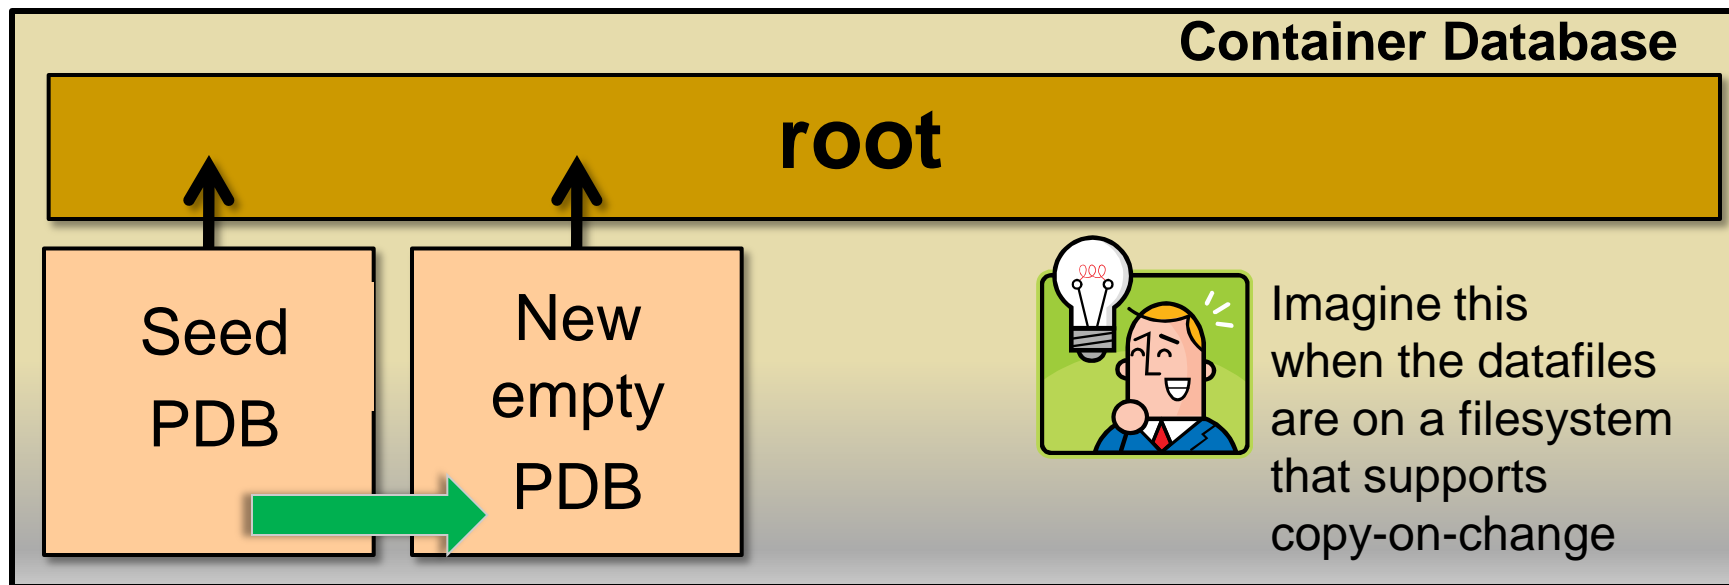 Container Database
root
Seed
PDB
New
empty
PDB
Imagine this
when the datafiles
are on a filesystem
that supports
copy-on-change